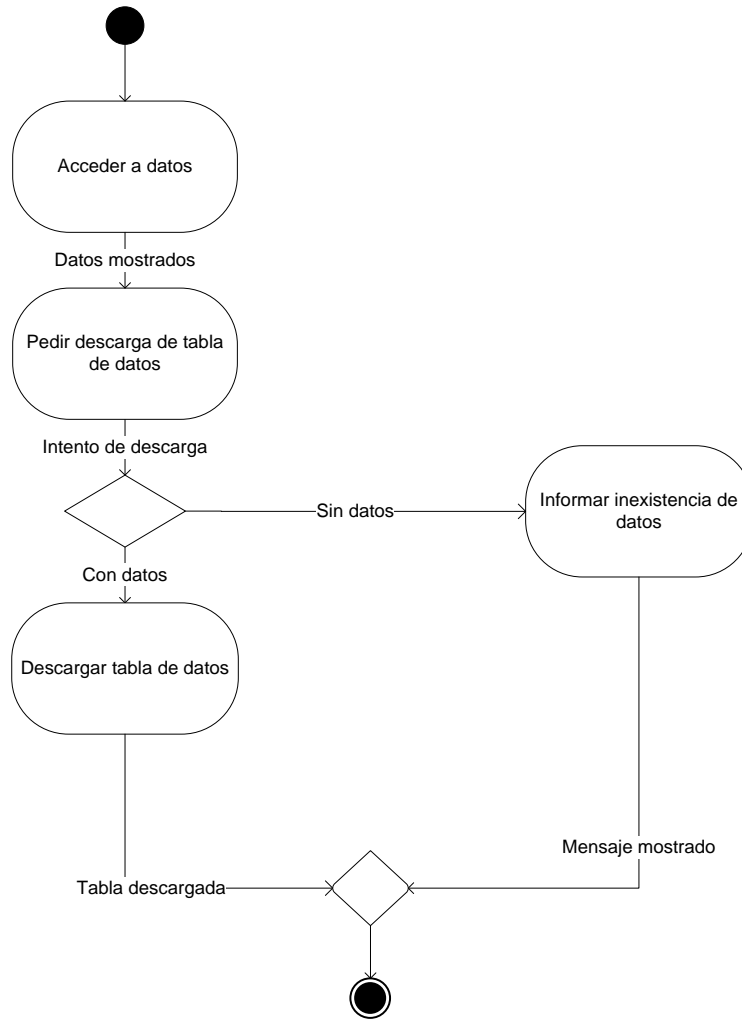 Acceder a datos
Datos mostrados
Pedir descarga de tabla
de datos
Intento de descarga
Sin datos
Informar inexistencia de
datos
Con datos
Descargar tabla de datos
Mensaje mostrado
Tabla descargada